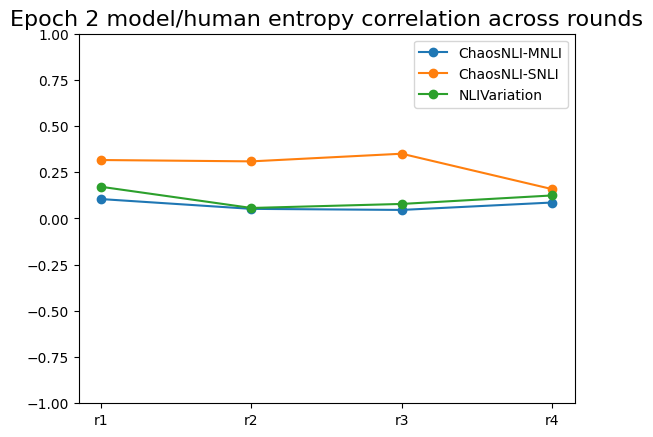 Epoch 2 model/human entropy correlation across rounds
1.00
0.75
0.50
0.25
0.00
−0.25
−0.50
−0.75
−1.00
ChaosNLI-MNLI
ChaosNLI-SNLI
NLIVariation
r1
r2
r3
r4